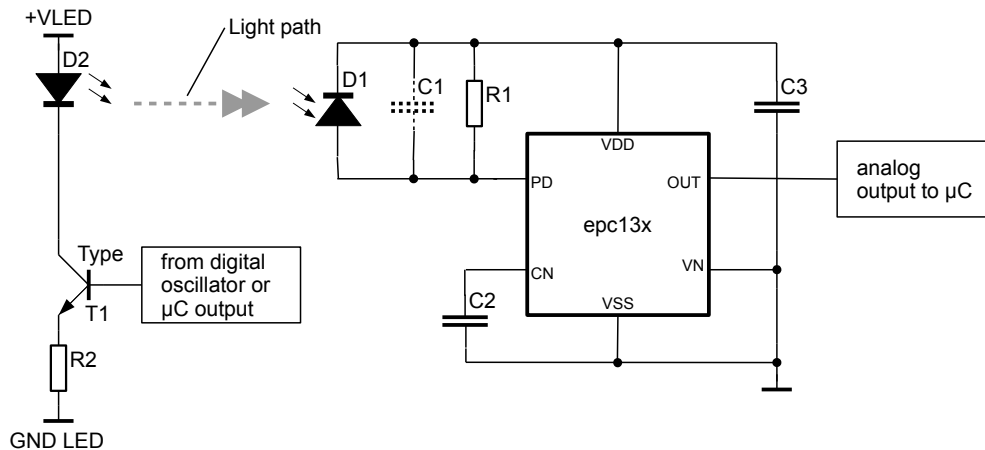 +VLED
D2
Light path
D1
C1
R1
C3
VDD
PD
OUT
epc13x
analog
output to µC
CN
VN
VSS
C2
Type
T1
from digital
oscillator or
µC output
R2
GND LED